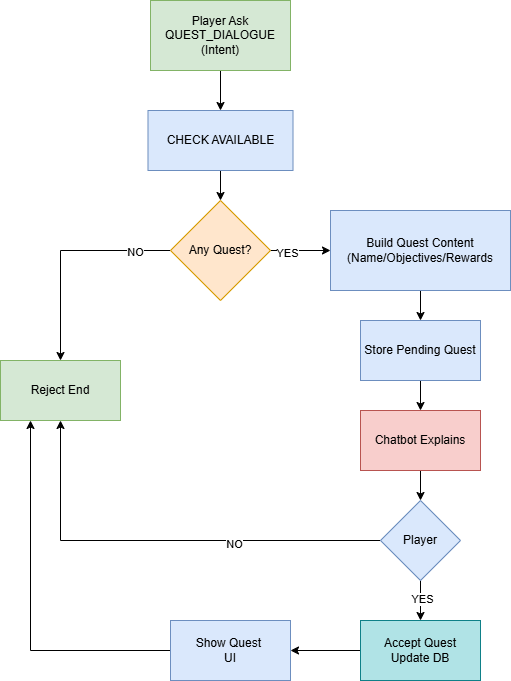 Player Ask
QUEST_DIALOGUE
(Intent)
CHECK AVAILABLE
Any Quest?
NO
YES
Build Quest Content
(Name/Objectives/Rewards
Store Pending Quest
Reject End
Chatbot Explains
Player
NO
YES
Show Quest
UI
Accept Quest
Update DB